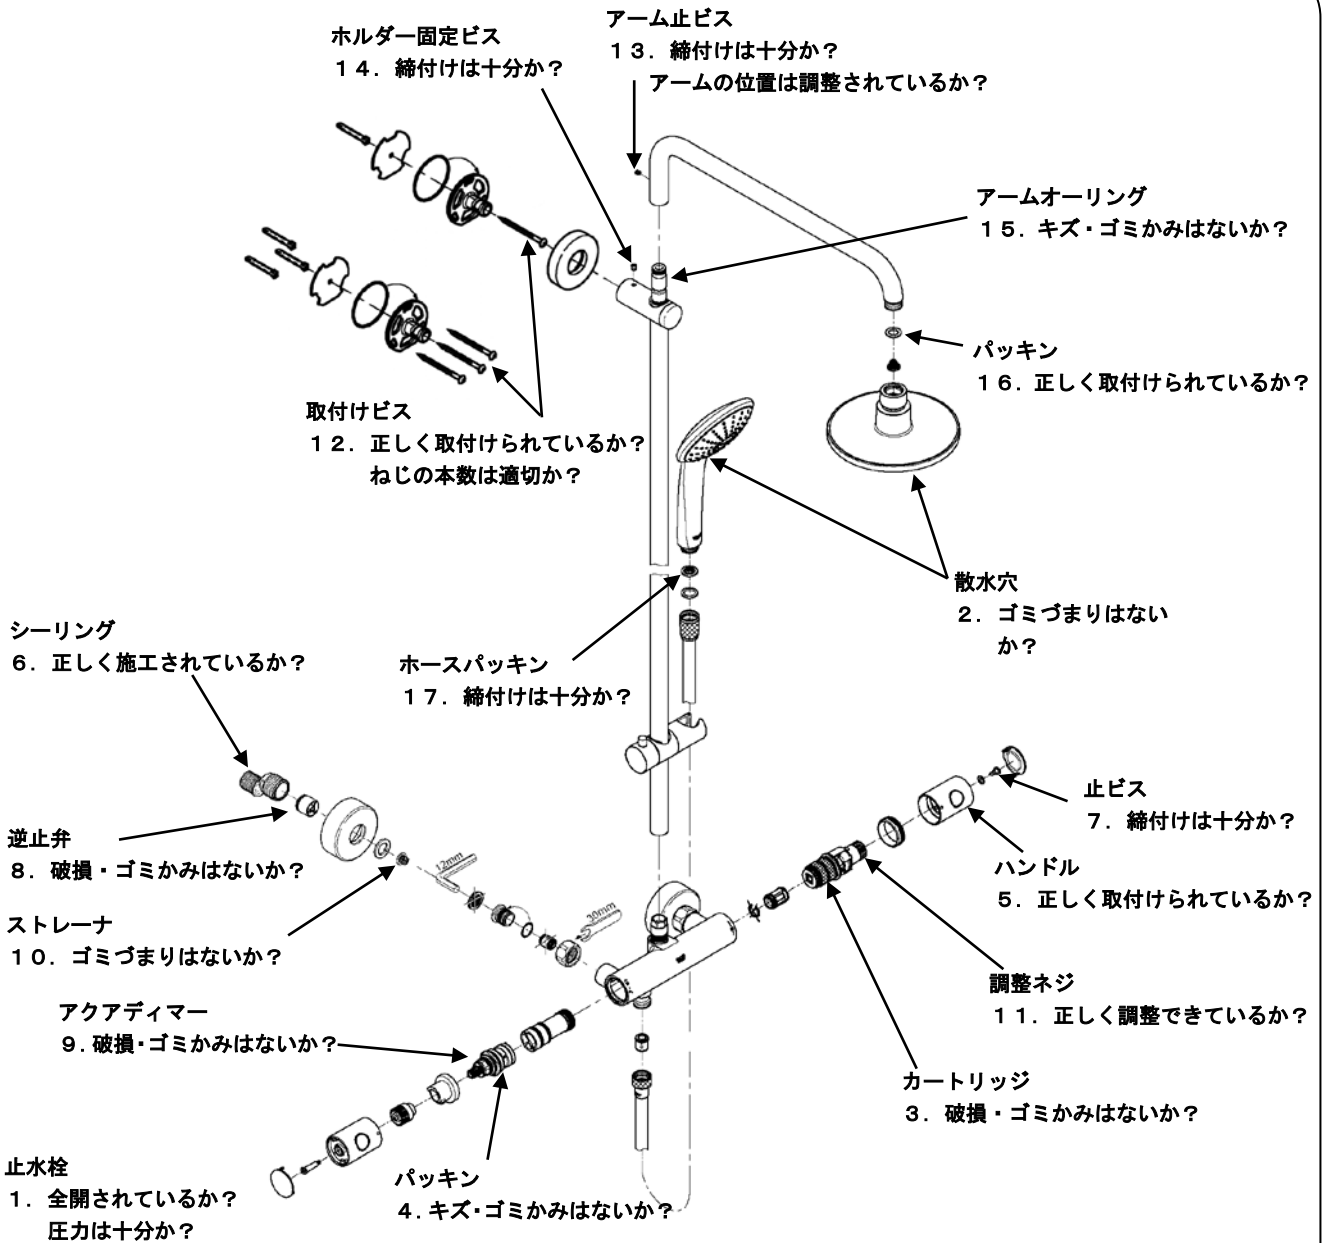 アーム止ビス
１３．締付けは十分か？
アームの位置は調整されているか？
ホルダー固定ビス
１４．締付けは十分か？
アームオーリング
１５．キズ・ゴミかみはないか？
パッキン
１６．正しく取付けられているか？
取付けビス
１２．正しく取付けられているか？
ねじの本数は適切か？
散水穴
２．ゴミづまりはない
か？
シーリング
６．正しく施工されているか？
ホースパッキン
１７．締付けは十分か？
止ビス
７．締付けは十分か？
逆止弁
８．破損・ゴミかみはないか？
12mm
ハンドル
５．正しく取付けられているか？
30mm
ストレーナ
１０．ゴミづまりはないか？
調整ネジ
１１．正しく調整できているか？
アクアディマー
９.破損・ゴミかみはないか？
カートリッジ
３．破損・ゴミかみはないか？
パッキン
４.キズ・ゴミかみはないか？
止水栓
１．全開されているか？
圧力は十分か？